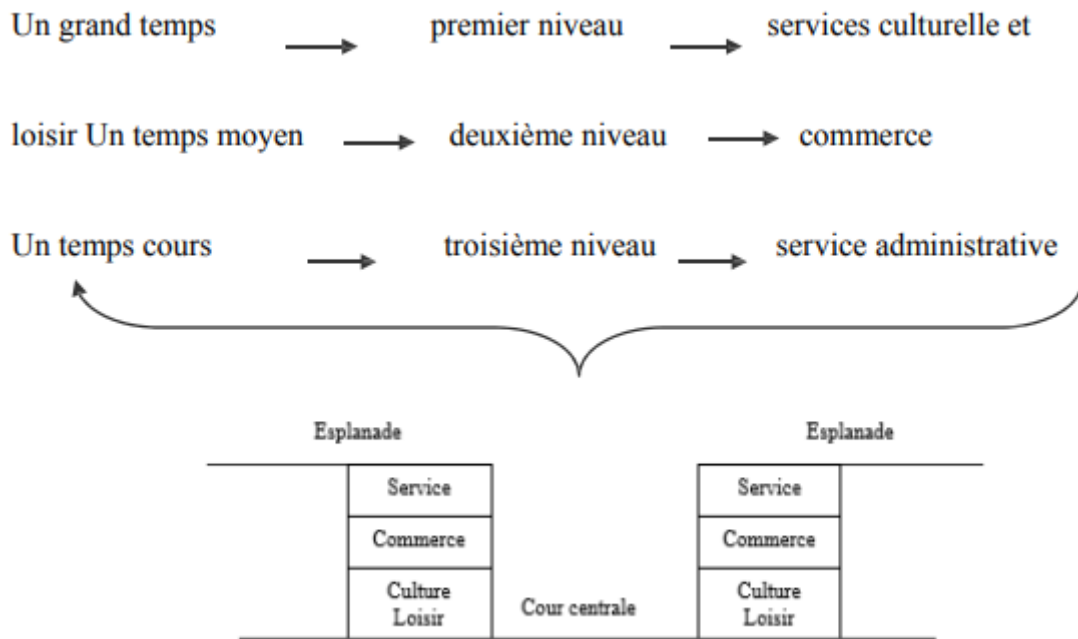 Un grand temps premier niveau services culturelle et
loisir Un temps moyen deuxième niveau commerce
Un temps cours troisième niveau service administrative
Esplanade Esplanade
Service Service
Commerce Commerce
Culture Culture
Loisir Cour centrale Loisir